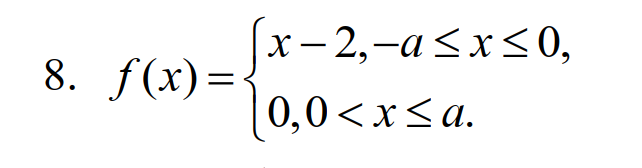 8. f(x) = { x − 2, −a ≤ x ≤ 0,
0, 0 < x ≤ a.